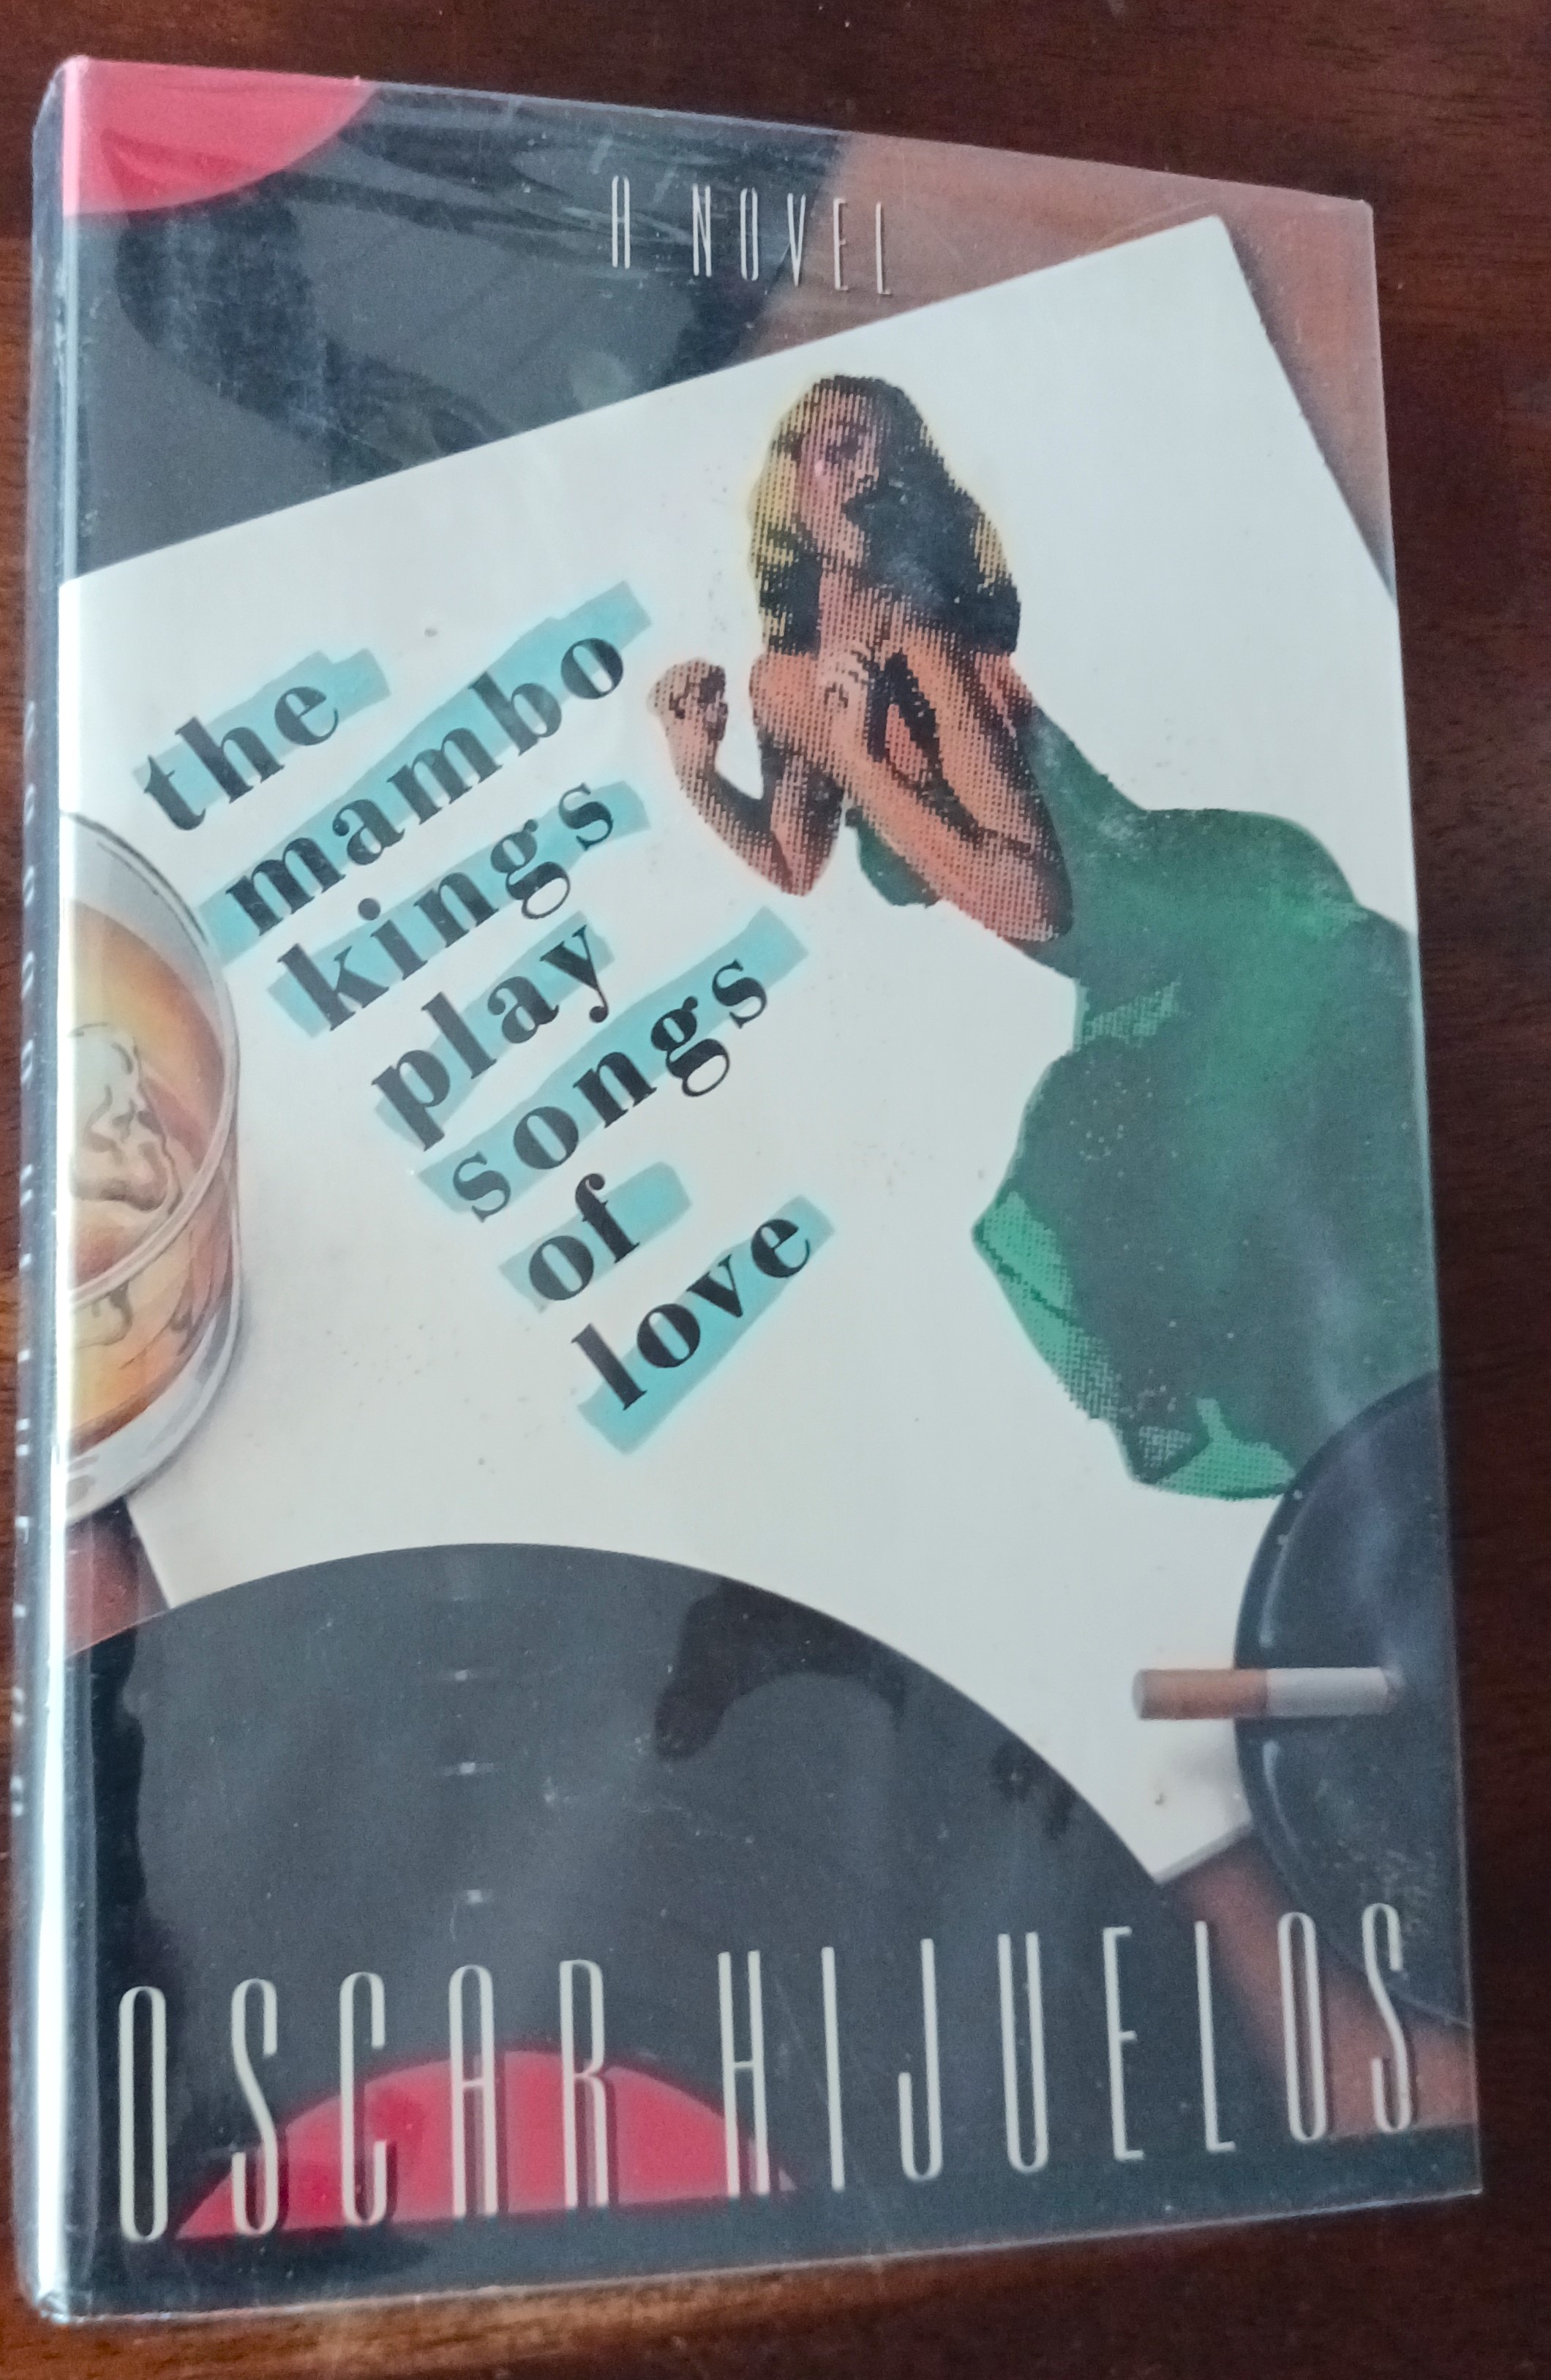 A NOVEL
the
mambo
kings
play
songs
of
love
OSCAR HIJUELOS